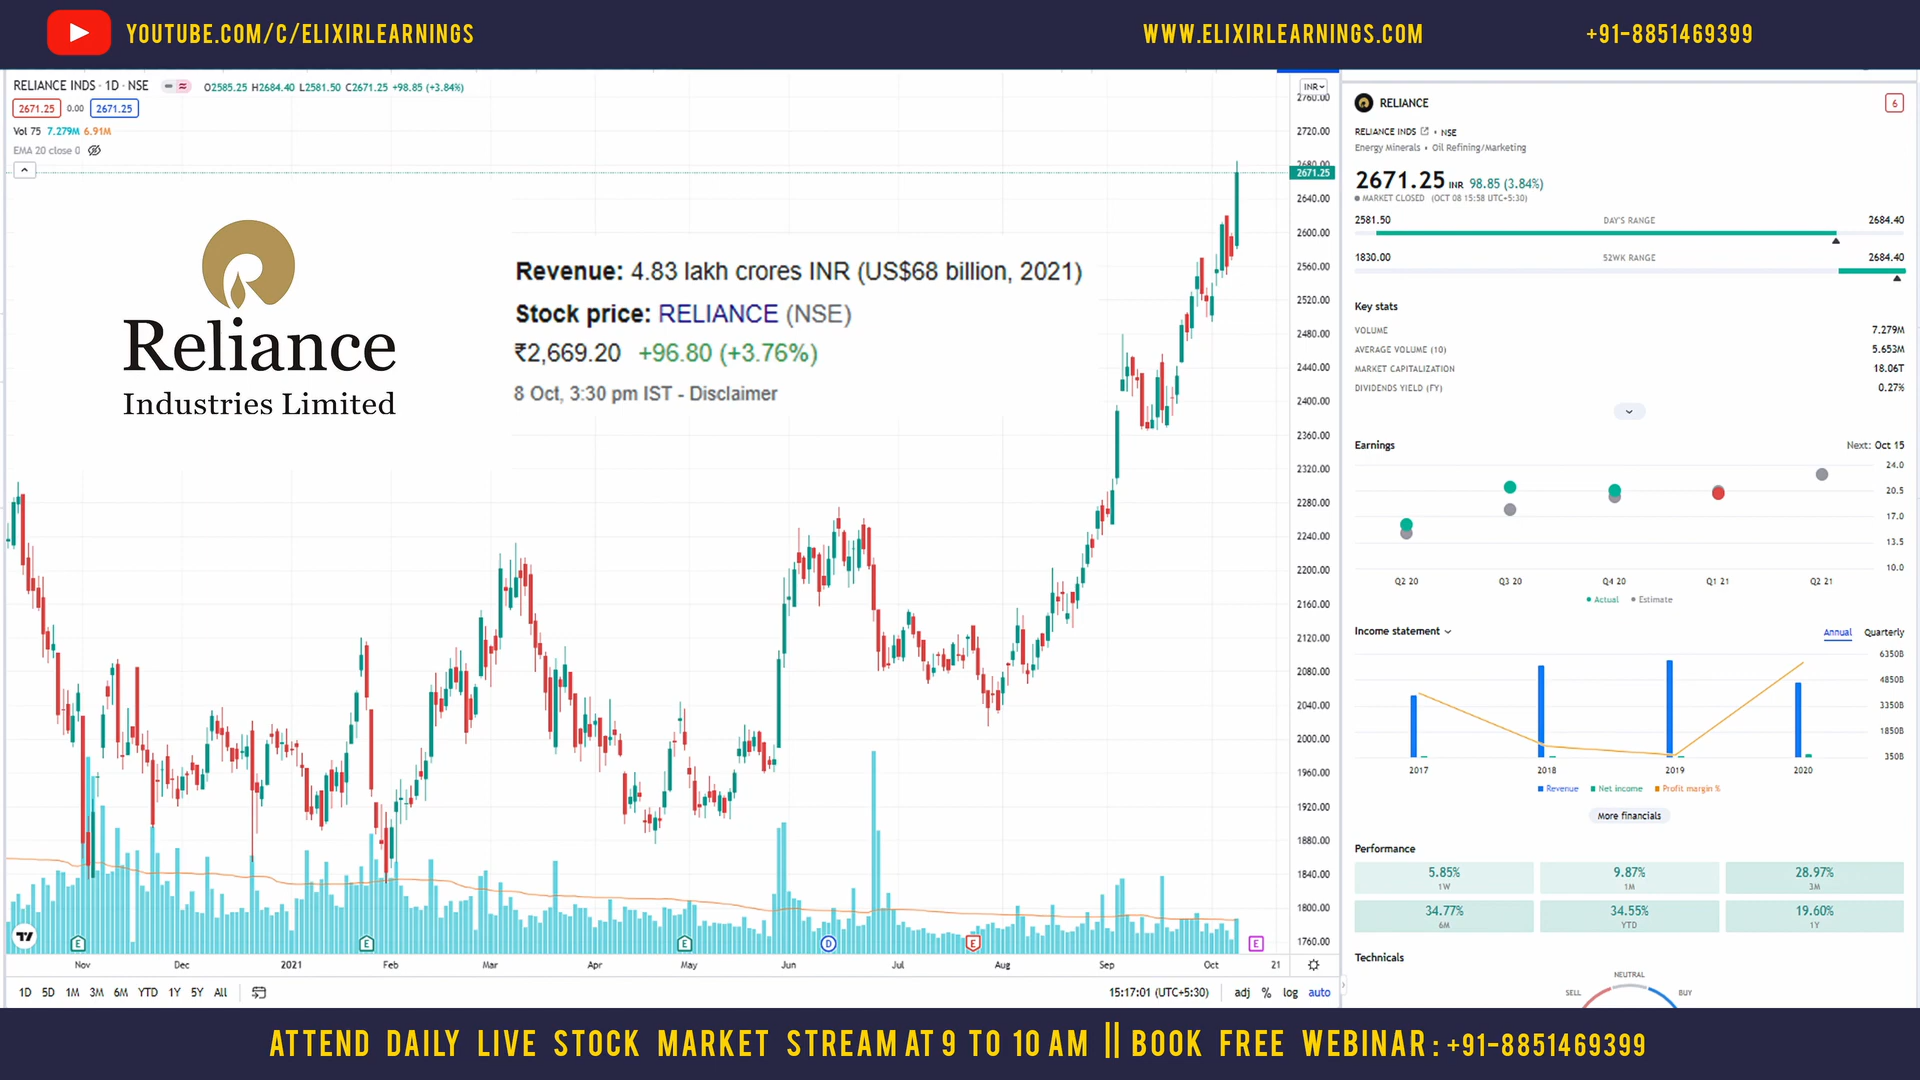 YOUTUBE.COM/C/ELIXIRLEARNINGS
WWW.ELIXIRLEARNINGS.COM
+91-8851469399
RELIANCE INDS · 1D · NSE
O2585.25 H2684.40 L2581.50 C2671.25 +98.85 (+3.84%)
2671.25 0.00 2671.25
Vol 75 7.279M 6.91M
EMA 20 close 0
Reliance
Industries Limited
Revenue: 4.83 lakh crores INR (US$68 billion, 2021)
Stock price: RELIANCE (NSE)
₹2,669.20 +96.80 (+3.76%)
8 Oct, 3:30 pm IST - Disclaimer
INR
2760.00
2720.00
2680.00
2671.25
2640.00
2600.00
2560.00
2520.00
2480.00
2440.00
2400.00
2360.00
2320.00
2280.00
2240.00
2200.00
2160.00
2120.00
2080.00
2040.00
2000.00
1960.00
1920.00
1880.00
1840.00
1800.00
1760.00
E E E D E E
Nov Dec 2021 Feb Mar Apr May Jun Jul Aug Sep Oct 21
1D 5D 1M 3M 6M YTD 1Y 5Y All
15:17:01 (UTC+5:30) adj % log auto
RELIANCE
6
RELIANCE INDS • NSE
Energy Minerals • Oil Refining/Marketing
2671.25 INR 98.85 (3.84%)
MARKET CLOSED (OCT 08 15:58 UTC+5:30)
2581.50 DAY'S RANGE 2684.40
1830.00 52WK RANGE 2684.40
Key stats
VOLUME 7.279M
AVERAGE VOLUME (10) 5.653M
MARKET CAPITALIZATION 18.06T
DIVIDENDS YIELD (FY) 0.27%
Earnings Next: Oct 15
24.0
20.5
17.0
13.5
10.0
Q2 20 Q3 20 Q4 20 Q1 21 Q2 21
Actual Estimate
Income statement Annual Quarterly
6350B
4850B
3350B
1850B
350B
2017 2018 2019 2020
Revenue Net income Profit margin %
More financials
Performance
5.85% 9.87% 28.97%
1W 1M 3M
34.77% 34.55% 19.60%
6M YTD 1Y
Technicals
NEUTRAL
SELL BUY
ATTEND DAILY LIVE STOCK MARKET STREAM AT 9 TO 10 AM || BOOK FREE WEBINAR : +91-8851469399